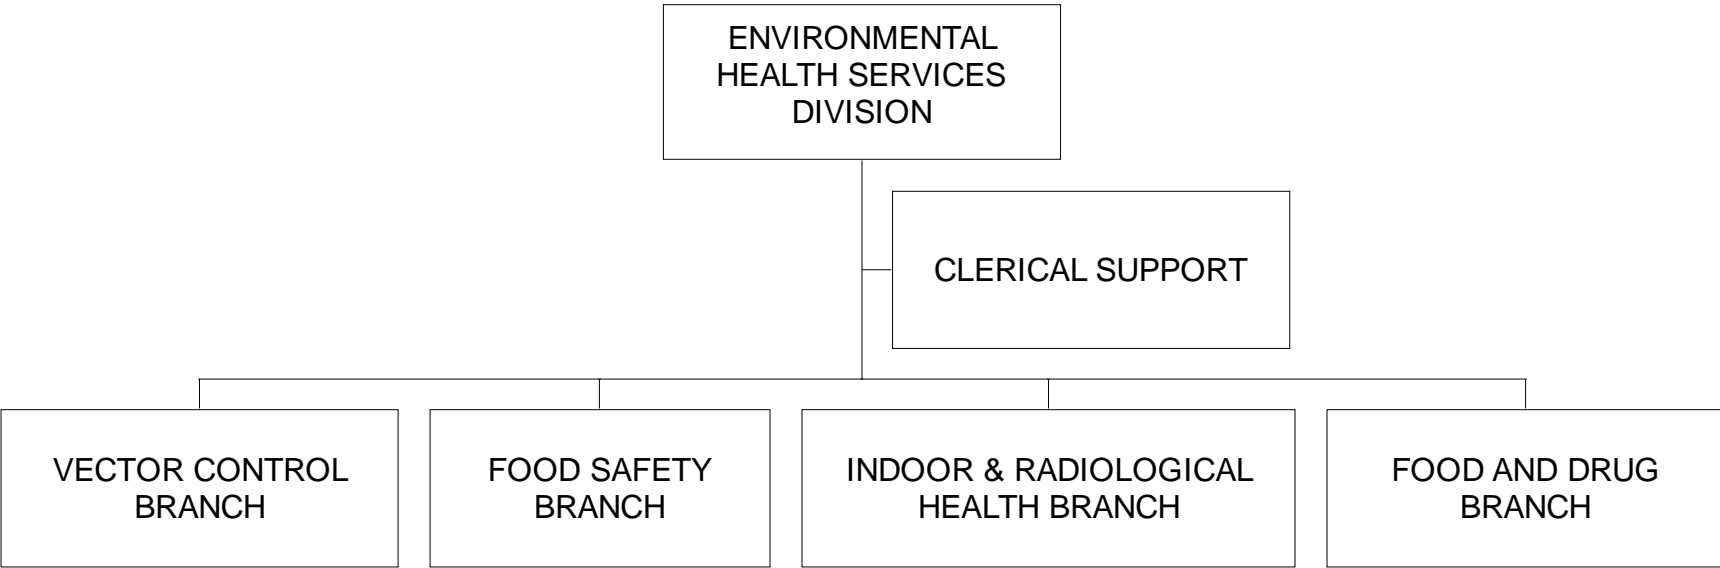 ENVIRONMENTAL
HEALTH SERVICES
DIVISION
CLERICAL SUPPORT
VECTOR CONTROL
BRANCH
FOOD SAFETY
BRANCH
INDOOR & RADIOLOGICAL
HEALTH BRANCH
FOOD AND DRUG
BRANCH